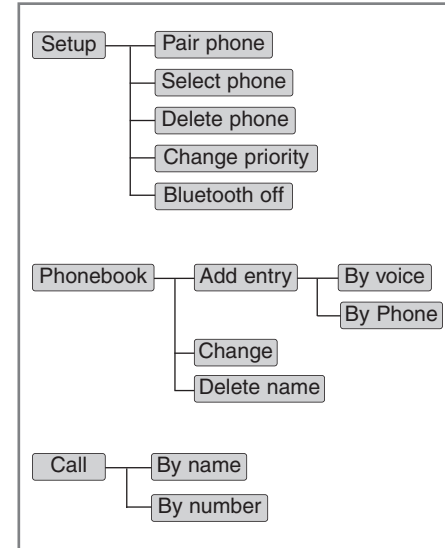 Setup
Pair phone
Select phone
Delete phone
Change priority
Bluetooth off
Phonebook
Add entry
By voice
By Phone
Change
Delete name
Call
By name
By number